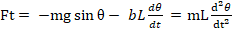 Ft = −mg sin θ − bL dθ/dt = mL d²θ/dt²